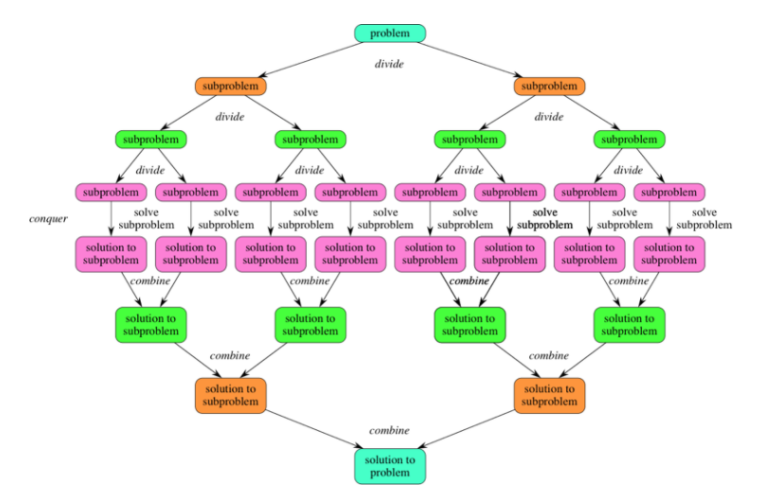 problem
divide
subproblem subproblem
divide divide
subproblem subproblem subproblem subproblem
divide divide divide divide
subproblem subproblem subproblem subproblem subproblem subproblem subproblem subproblem
conquer
solve solve solve solve solve solve solve solve
subproblem subproblem subproblem subproblem subproblem subproblem subproblem subproblem
solution to solution to solution to solution to solution to solution to solution to solution to
subproblem subproblem subproblem subproblem subproblem subproblem subproblem subproblem
combine combine combine combine
solution to solution to solution to solution to
subproblem subproblem subproblem subproblem
combine combine
solution to solution to
subproblem subproblem
combine
solution to
problem